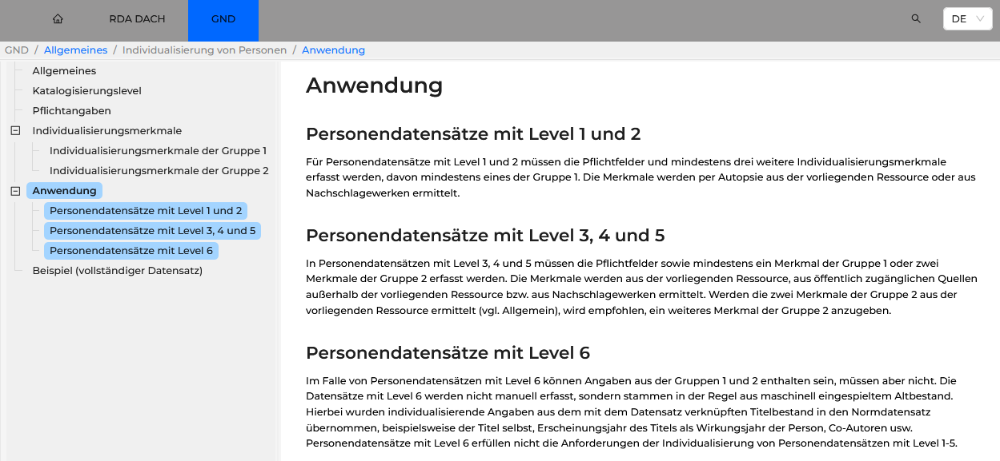 RDA DACH
GND
DE
GND / Allgemeines / Individualisierung von Personen / Anwendung
Allgemeines
Katalogisierungslevel
Pflichtangaben
Individualisierungsmerkmale
Individualisierungsmerkmale der Gruppe 1
Individualisierungsmerkmale der Gruppe 2
Anwendung
Personendatensätze mit Level 1 und 2
Personendatensätze mit Level 3, 4 und 5
Personendatensätze mit Level 6
Beispiel (vollständiger Datensatz)
Anwendung
Personendatensätze mit Level 1 und 2
Für Personendatensätze mit Level 1 und 2 müssen die Pflichtfelder und mindestens drei weitere Individualisierungsmerkmale
erfasst werden, davon mindestens eines der Gruppe 1. Die Merkmale werden per Autopsie aus der vorliegenden Ressource oder aus
Nachschlagewerken ermittelt.
Personendatensätze mit Level 3, 4 und 5
In Personendatensätzen mit Level 3, 4 und 5 müssen die Pflichtfelder sowie mindestens ein Merkmal der Gruppe 1 oder zwei
Merkmale der Gruppe 2 erfasst werden. Die Merkmale werden aus der vorliegenden Ressource, aus öffentlich zugänglichen Quellen
außerhalb der vorliegenden Ressource bzw. aus Nachschlagewerken ermittelt. Werden die zwei Merkmale der Gruppe 2 aus der
vorliegenden Ressource ermittelt (vgl. Allgemein), wird empfohlen, ein weiteres Merkmal der Gruppe 2 anzugeben.
Personendatensätze mit Level 6
Im Falle von Personendatensätzen mit Level 6 können Angaben aus der Gruppen 1 und 2 enthalten sein, müssen aber nicht. Die
Datensätze mit Level 6 werden nicht manuell erfasst, sondern stammen in der Regel aus maschinell eingespieltem Altbestand.
Hierbei wurden individualisierende Angaben aus dem mit dem Datensatz verknüpften Titelbestand in den Normdatensatz
übernommen, beispielsweise der Titel selbst, Erscheinungsjahr des Titels als Wirkungsjahr der Person, Co-Autoren usw.
Personendatensätze mit Level 6 erfüllen nicht die Anforderungen der Individualisierung von Personendatensätzen mit Level 1-5.